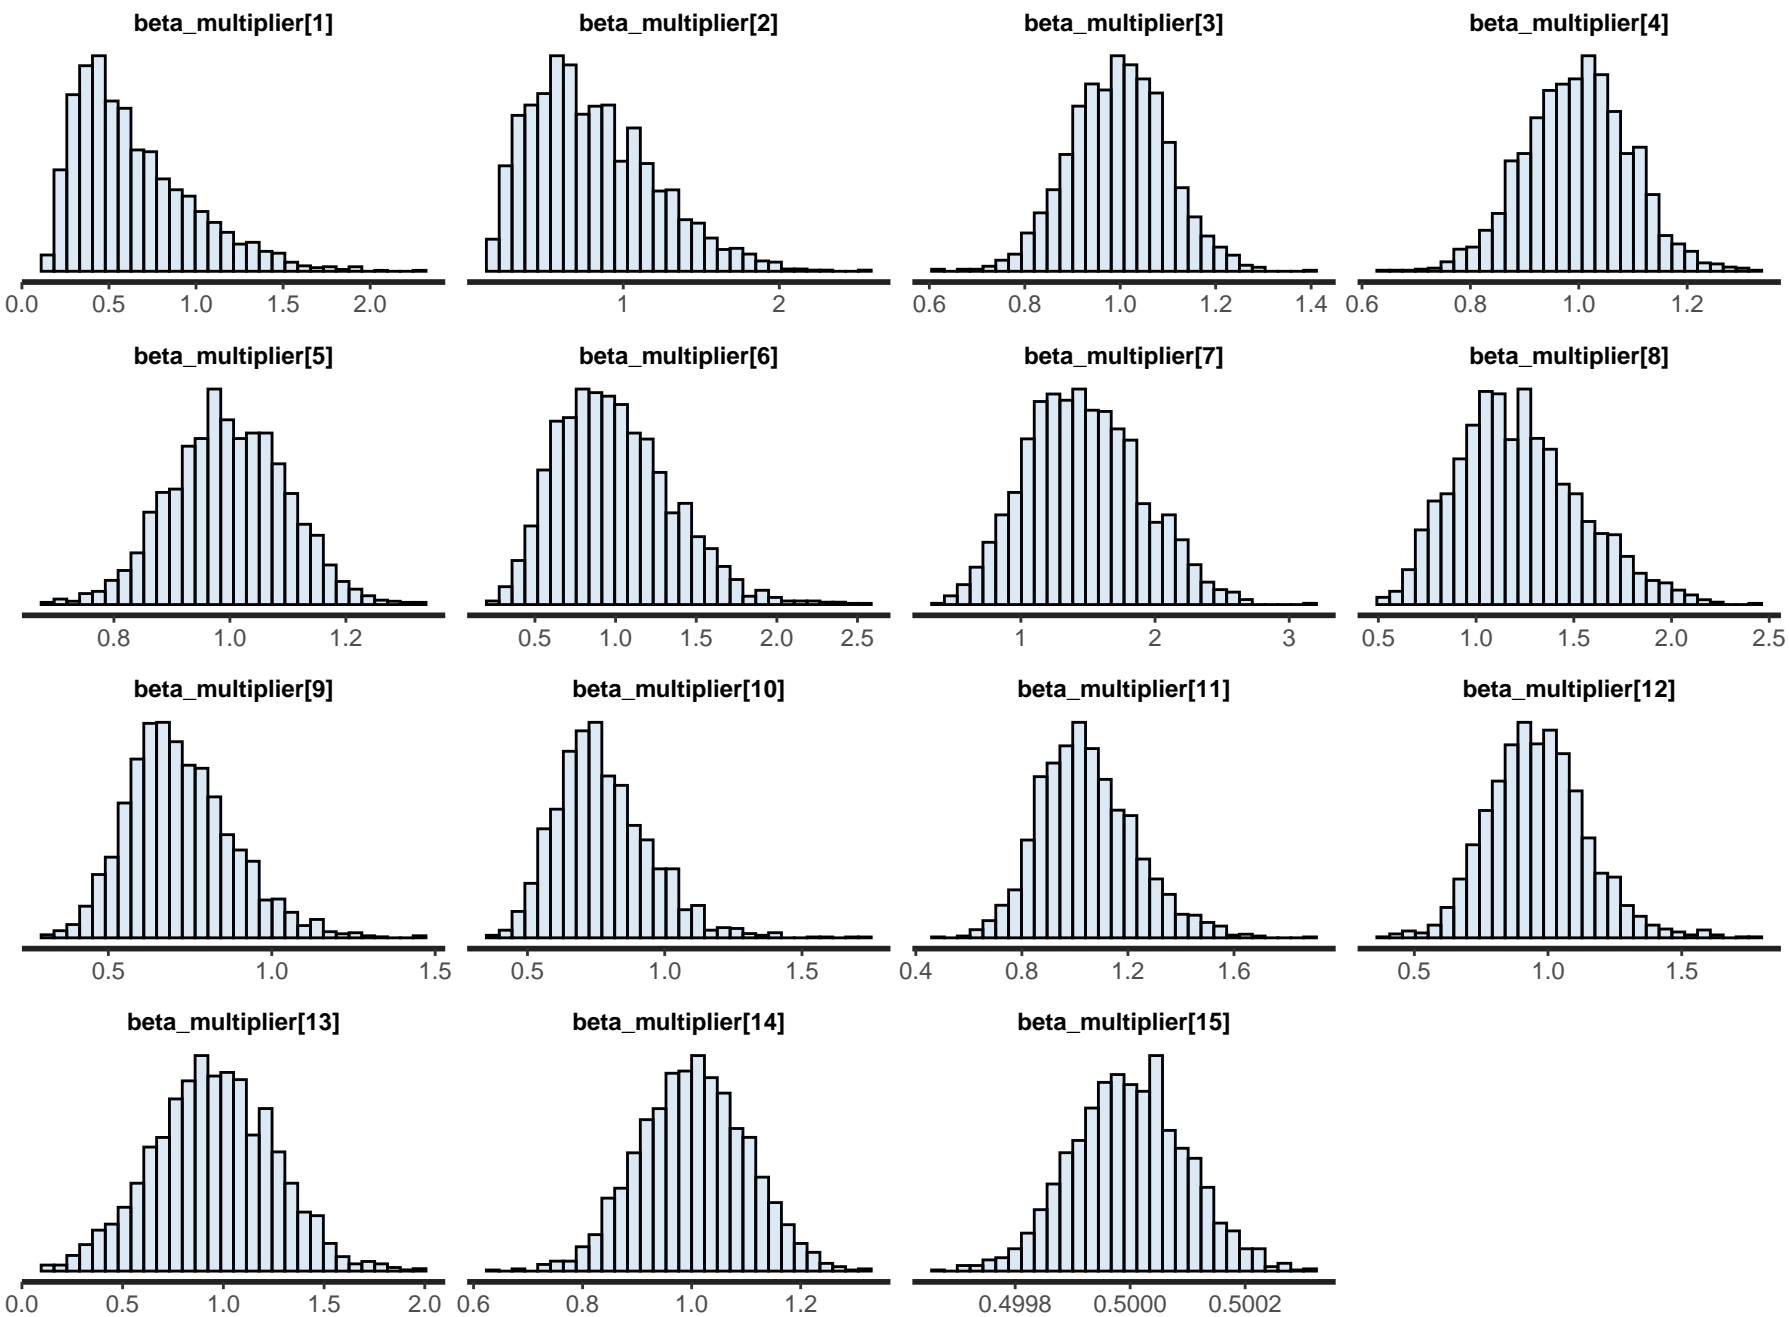 beta_multiplier[1] beta_multiplier[2] beta_multiplier[3] beta_multiplier[4]
0.0 0.5 1.0 1.5 2.0 1 2 0.6 0.8 1.0 1.2 1.4 0.6 0.8 1.0 1.2
beta_multiplier[5] beta_multiplier[6] beta_multiplier[7] beta_multiplier[8]
0.8 1.0 1.2 0.5 1.0 1.5 2.0 2.5 1 2 3 0.5 1.0 1.5 2.0 2.5
beta_multiplier[9] beta_multiplier[10] beta_multiplier[11] beta_multiplier[12]
0.5 1.0 1.5 0.5 1.0 1.5 0.4 0.8 1.2 1.6 0.5 1.0 1.5
beta_multiplier[13] beta_multiplier[14] beta_multiplier[15]
0.0 0.5 1.0 1.5 2.0 0.6 0.8 1.0 1.2 0.4998 0.5000 0.5002